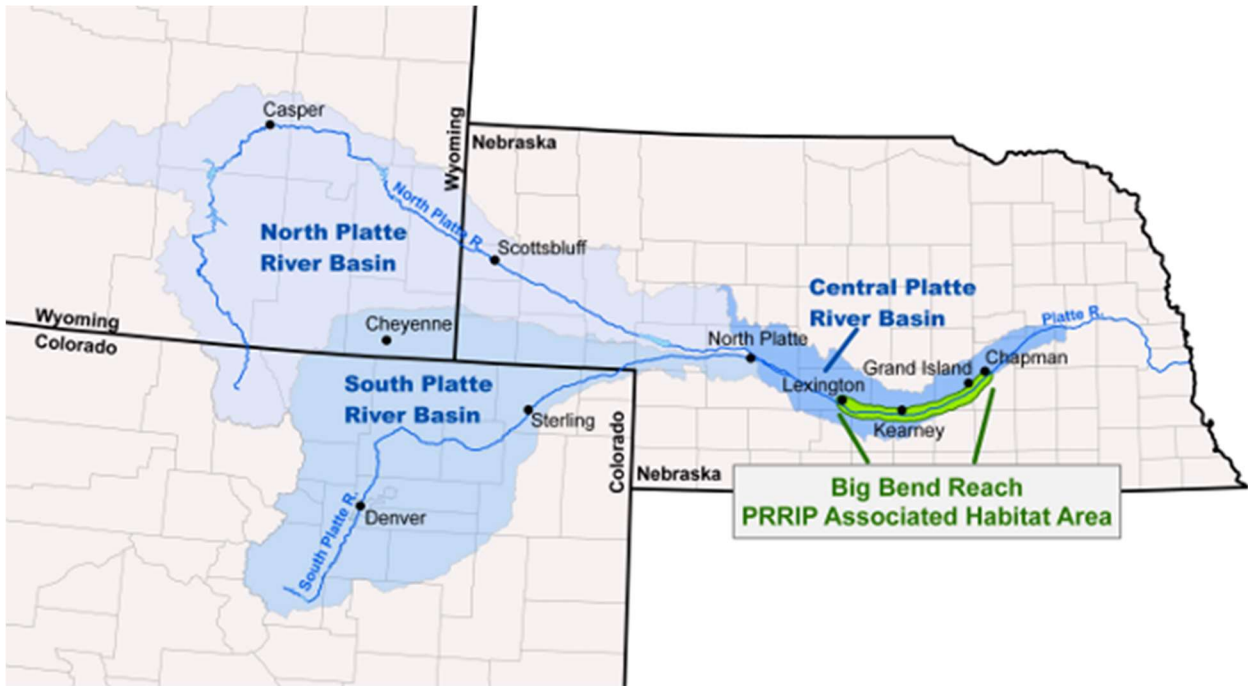 Casper
Wyoming
Nebraska
North Platte R.
North Platte
River Basin
Scottsbluff
Central Platte
River Basin
Platte R.
Wyoming
Colorado
Cheyenne
North Platte
Grand Island
Chapman
South Platte
River Basin
Lexington
Sterling
Kearney
Colorado
Nebraska
Big Bend Reach
PRRIP Associated Habitat Area
Denver
South Platte R.